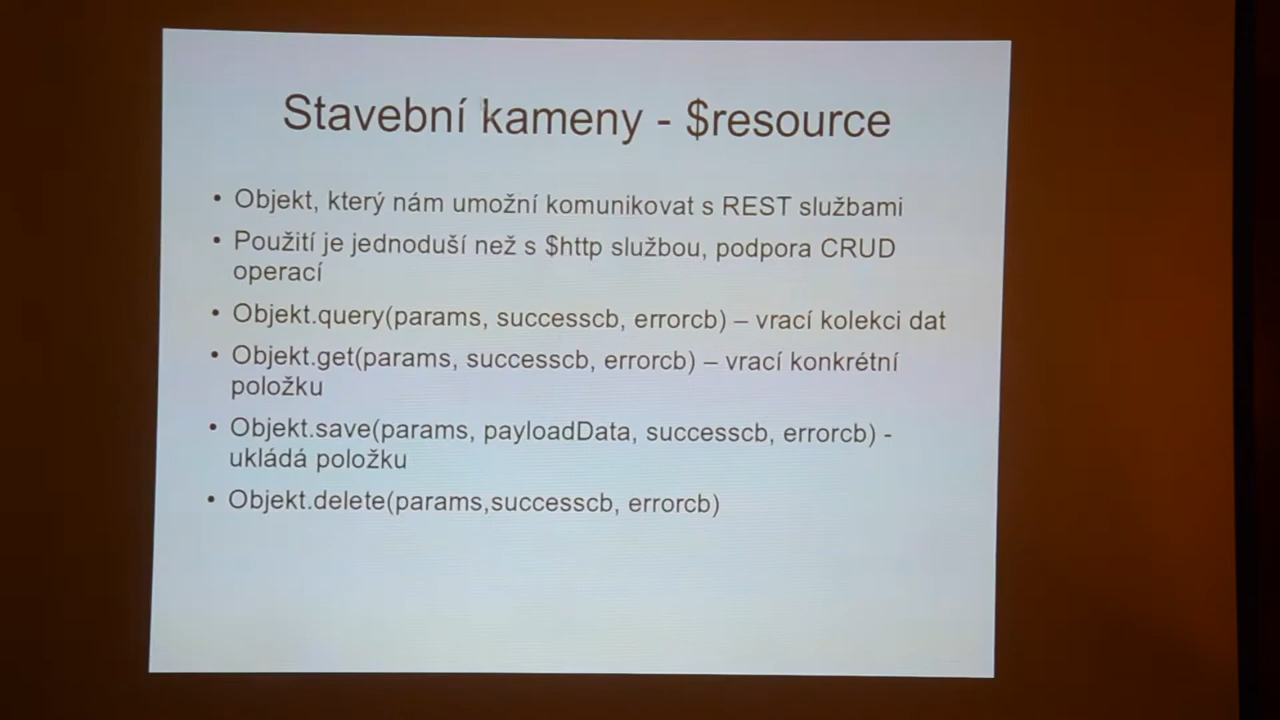 Stavební kameny - $resource
• Objekt, který nám umožní komunikovat s REST službami
• Použití je jednoduší než s $http službou, podpora CRUD
operací
• Objekt.query(params, successcb, errorcb) – vrací kolekci dat
• Objekt.get(params, successcb, errorcb) – vrací konkrétní
položku
• Objekt.save(params, payloadData, successcb, errorcb) -
ukládá položku
• Objekt.delete(params,successcb, errorcb)